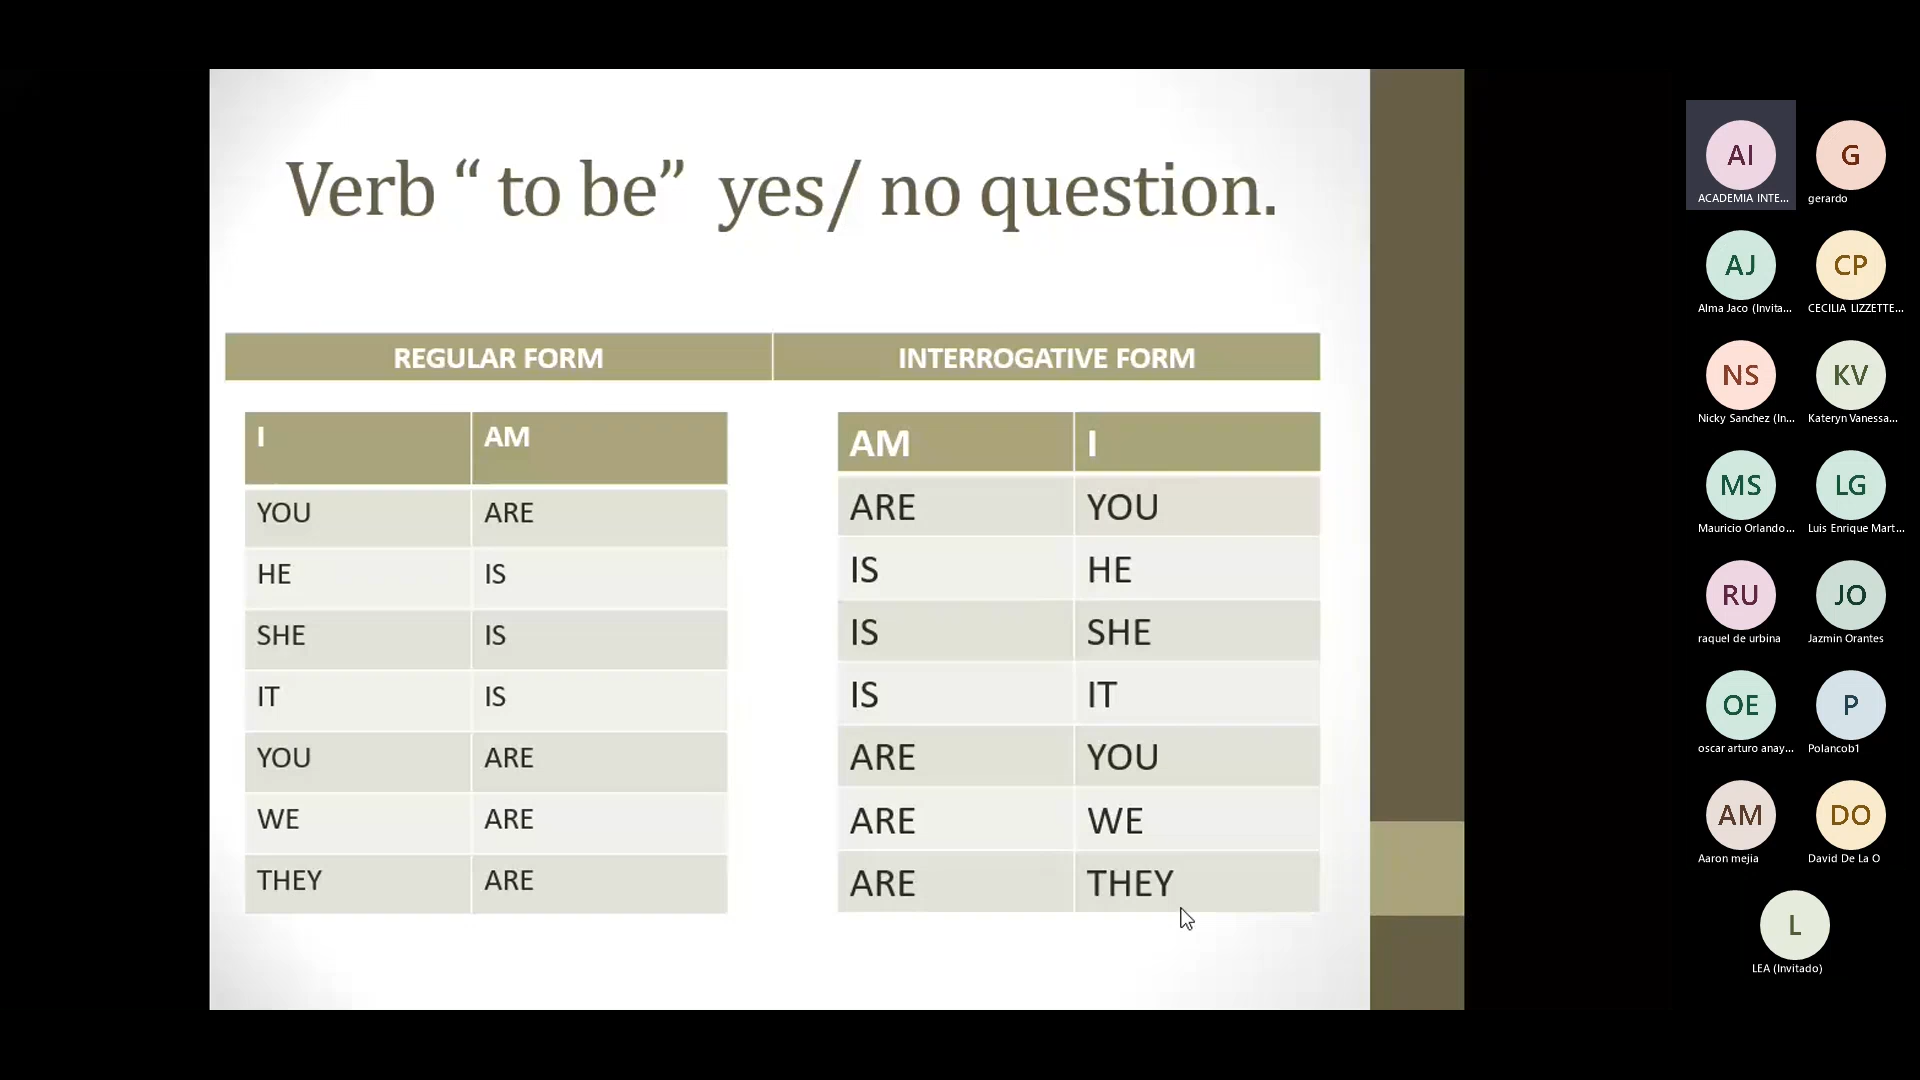 Verb “ to be”  yes/ no question.
REGULAR FORM INTERROGATIVE FORM
I AM
YOU ARE
HE IS
SHE IS
IT IS
YOU ARE
WE ARE
THEY ARE
AM I
ARE YOU
IS HE
IS SHE
IS IT
ARE YOU
ARE WE
ARE THEY
AI G
ACADEMIA INTE... gerardo
AJ CP
Alma Jaco (Invita... CECILIA LIZZETTE...
NS KV
Nicky Sanchez (In... Kateryn Vanessa...
MS LG
Mauricio Orlando... Luis Enrique Mart...
RU JO
raquel de urbina Jazmin Orantes
OE P
oscar arturo anay... Polancob1
AM DO
Aaron mejia David De La O
L
LEA (Invitado)